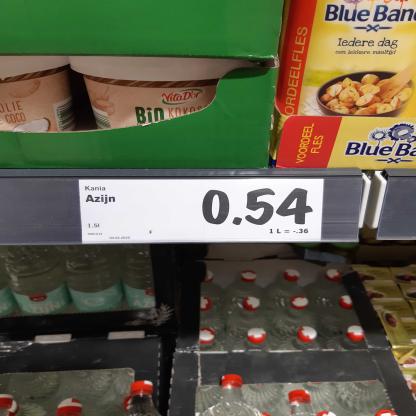 VitaD'or
OLIE
COCO
BIO KOKOS
VOORDEELFLES
Blue Band
Iedere dag
een lekkere maaltijd
VOORDEEL
FLES
Blue Ba
Kania
Azijn
0.54
1.5l
1 L = -.36
F